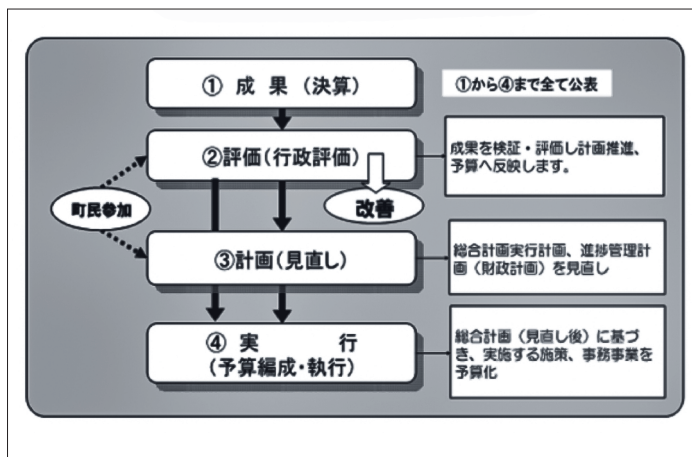 ① 成 果 (決算)
①から④まで全て公表
②評価(行政評価)
成果を検証・評価し計画推進、
予算へ反映します。
町民参加
改善
③計画(見直し)
総合計画実行計画、進捗管理計
画(財政計画)を見直し
④ 実 行
(予算編成・執行)
総合計画(見直し後)に基づ
き、実施する施策、事務事業を
予算化